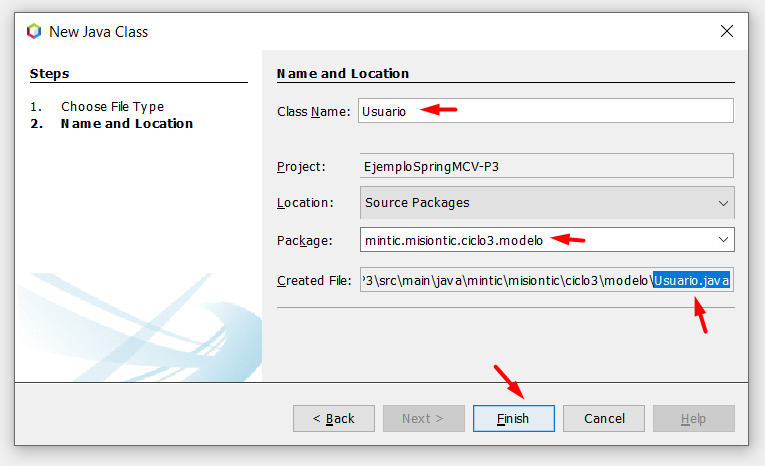 New Java Class
Steps
1. Choose File Type
2. Name and Location
Name and Location
Class Name: Usuario
Project: EjemploSpringMCV-P3
Location: Source Packages
Package: mintic.misiontic.ciclo3.modelo
Created File: P3\src\main\java\mintic\misiontic\ciclo3\modelo\Usuario.java
< Back Next > Finish Cancel Help